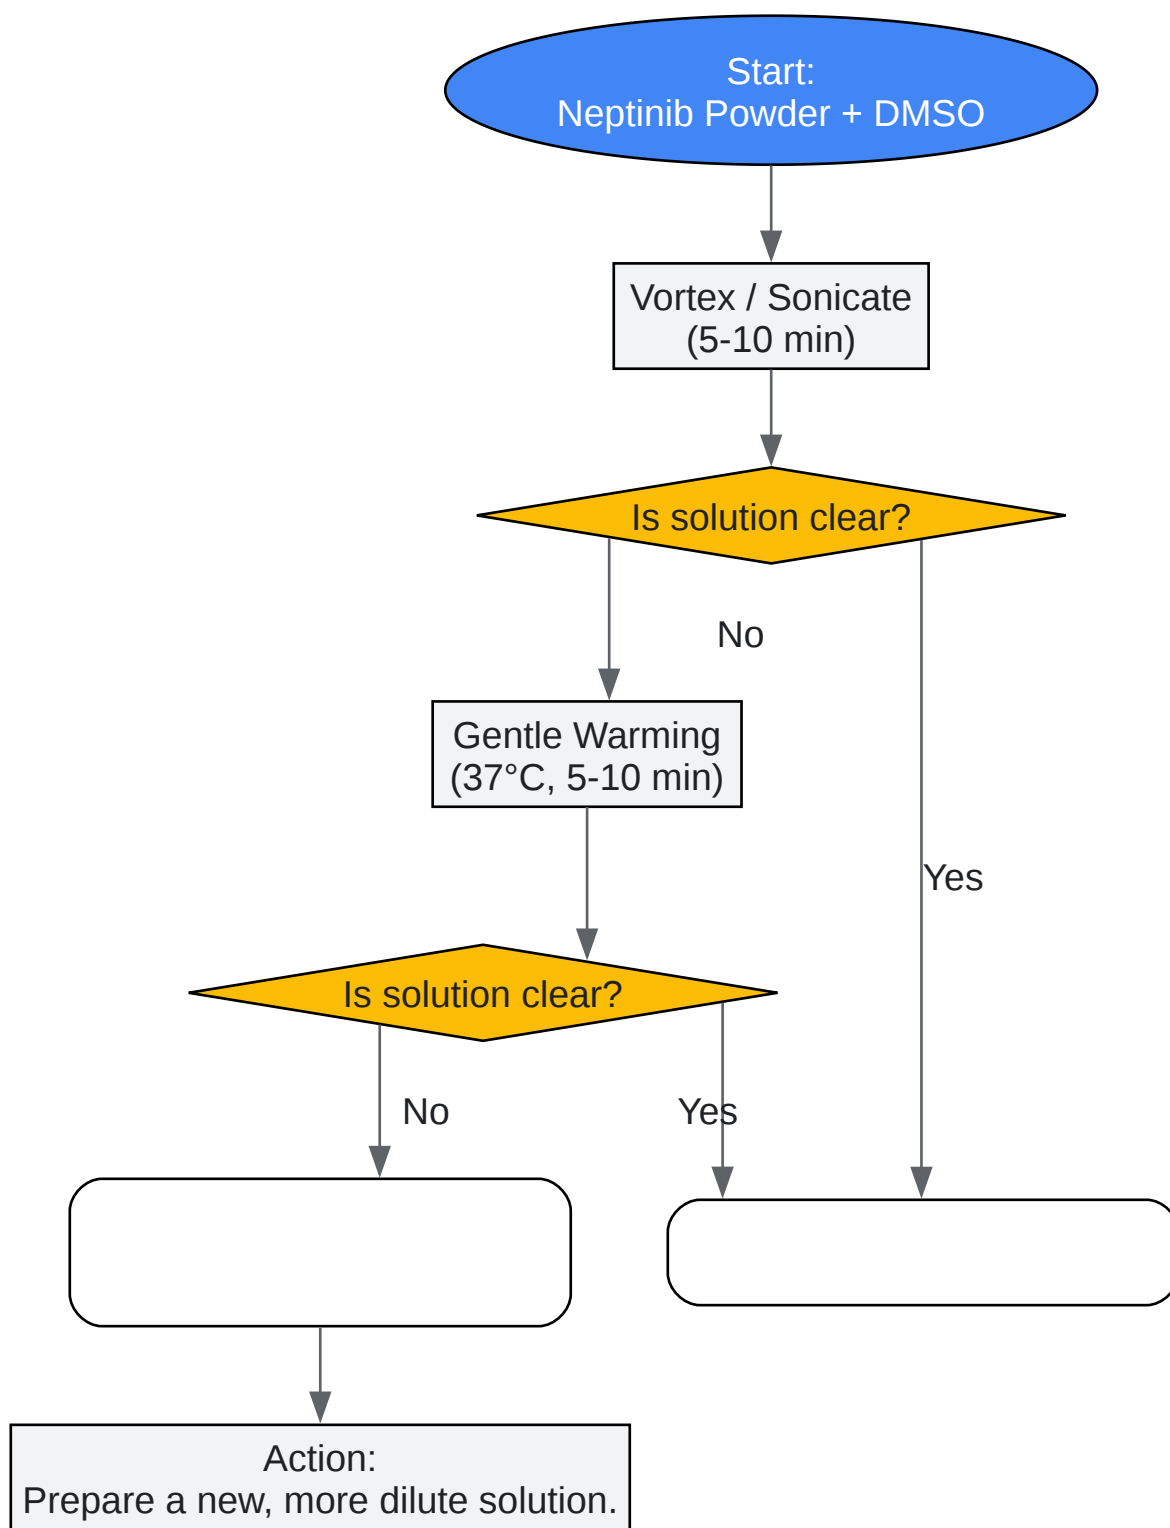 Start:
Neptinib Powder + DMSO
Vortex / Sonicate
(5-10 min)
Is solution clear?
No
Gentle Warming
(37°C, 5-10 min)
Yes
Is solution clear?
No
Yes
Action:
Prepare a new, more dilute solution.